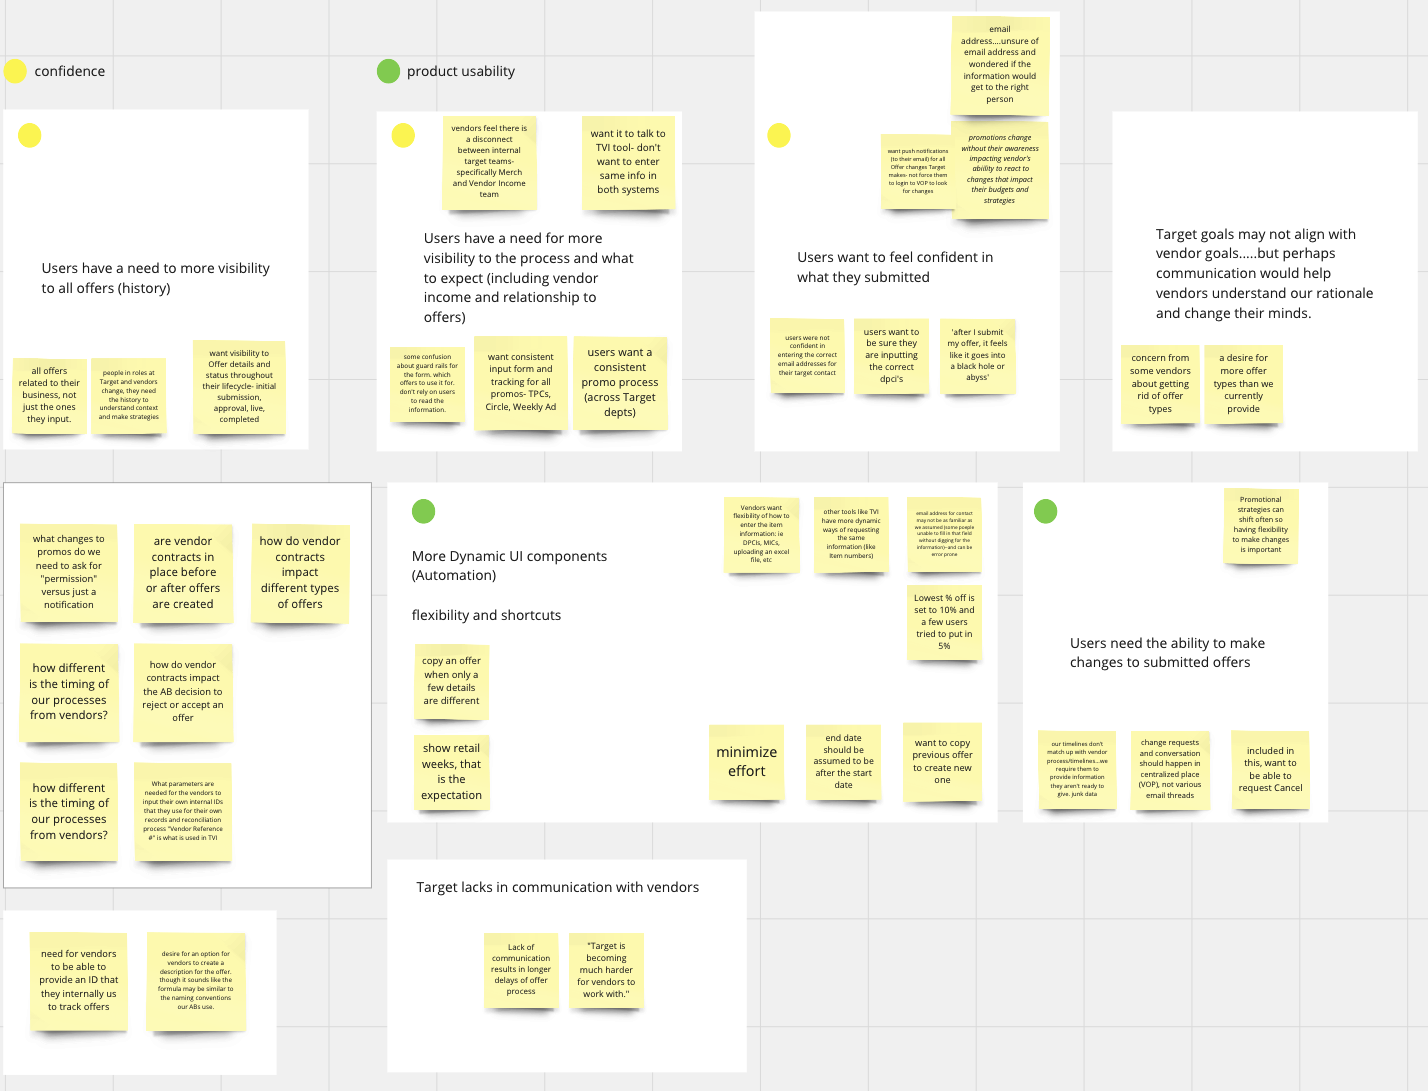 confidence
product usability
Users have a need to more visibility
to all offers (history)
all offers
related to their
business, not
just the ones
they input.
people in roles at
Target and vendors
change, they need
the history to
understand context
and make strategies
want visibility to
Offer details and
status throughout
their lifecycle- initial
submission,
approval, live,
completed
vendors feel there is
a disconnect
between internal
target teams-
specifically Merch
and Vendor Income
team
want it to talk to
TVI tool- don't
want to enter
same info in
both systems
Users have a need for more
visibility to the process and what
to expect (including vendor
income and relationship to
offers)
some confusion
about guard rails for
the form. which
offers to use it for.
don't rely on users
to read the
information.
want consistent
input form and
tracking for all
promos- TPCs,
Circle, Weekly Ad
users want a
consistent
promo process
(across Target
depts)
email
address....unsure of
email address and
wondered if the
information would
get to the right
person
want push notifications
(to their email) for all
Offer changes Target
makes- not force them
to login to VOP to look
for changes
promotions change
without their awareness
impacting vendor's
abiility to react to
changes that impact
their budgets and
strategies
Users want to feel confident in
what they submitted
users were not
confident in
entering the correct
email addresses for
their target contact
users want to
be sure they
are inputting
the correct
dpci's
'after I submit
my offer, it feels
like it goes into
a black hole or
abyss'
Target goals may not align with
vendor goals.....but perhaps
communication would help
vendors understand our rationale
and change their minds.
concern from
some vendors
about getting
rid of offer
types
a desire for
more offer
types than we
currently
provide
what changes to
promos do we
need to ask for
"permission"
versus just a
notification
are vendor
contracts in
place before
or after offers
are created
how do vendor
contracts
impact
different types
of offers
how different
is the timing of
our processes
from vendors?
how do vendor
contracts impact
the AB decision to
reject or accept an
offer
how different
is the timing of
our processes
from vendors?
What parameters are
needed for the vendors to
input their own internal IDs
that they use for their own
records and reconciliation
process "Vendor Reference
#" is what is used in TVI
More Dynamic UI components
(Automation)
flexibility and shortcuts
copy an offer
when only a
few details
are different
show retail
weeks, that
is the
expectation
Vendors want
flexibility of how to
enter the item
information: ie
DPCIs, MICs,
uploading an excel
file, etc
other tools like TVI
have more dynamic
ways of requesting
the same
information (like
Item numbers)
email address for contact
may not be as familiar as
we assumed (some people
unable to fill in that field
without digging for the
information)-and can be
error prone
Lowest % off is
set to 10% and
a few users
tried to put in
5%
minimize
effort
end date
should be
assumed to be
after the start
date
want to copy
previous offer
to create new
one
Promotional
strategies can
shift often so
having flexibility
to make changes
is important
Users need the ability to make
changes to submitted offers
our timelines don't
match up with vendor
process/timelines...we
require them to
provide information
they aren't ready to
give. junk data
change requests
and conversation
should happen in
centralized place
(VOP), not various
email threads
included in
this, want to
be able to
request Cancel
need for vendors
to be able to
provide an ID that
they internally us
to track offers
desire for an option for
vendors to create a
description for the offer.
though it sounds like the
formula may be similar to
the naming conventions
our ABs use.
Target lacks in communication with vendors
Lack of
communication
results in longer
delays of offer
process
"Target is
becoming
much harder
for vendors to
work with."